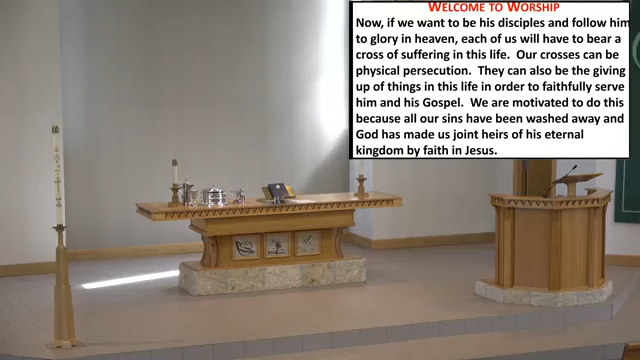 WELCOME TO WORSHIP
Now, if we want to be his disciples and follow him
to glory in heaven, each of us will have to bear a
cross of suffering in this life. Our crosses can be
physical persecution. They can also be the giving
up of things in this life in order to faithfully serve
him and his Gospel. We are motivated to do this
because all our sins have been washed away and
God has made us joint heirs of his eternal
kingdom by faith in Jesus.